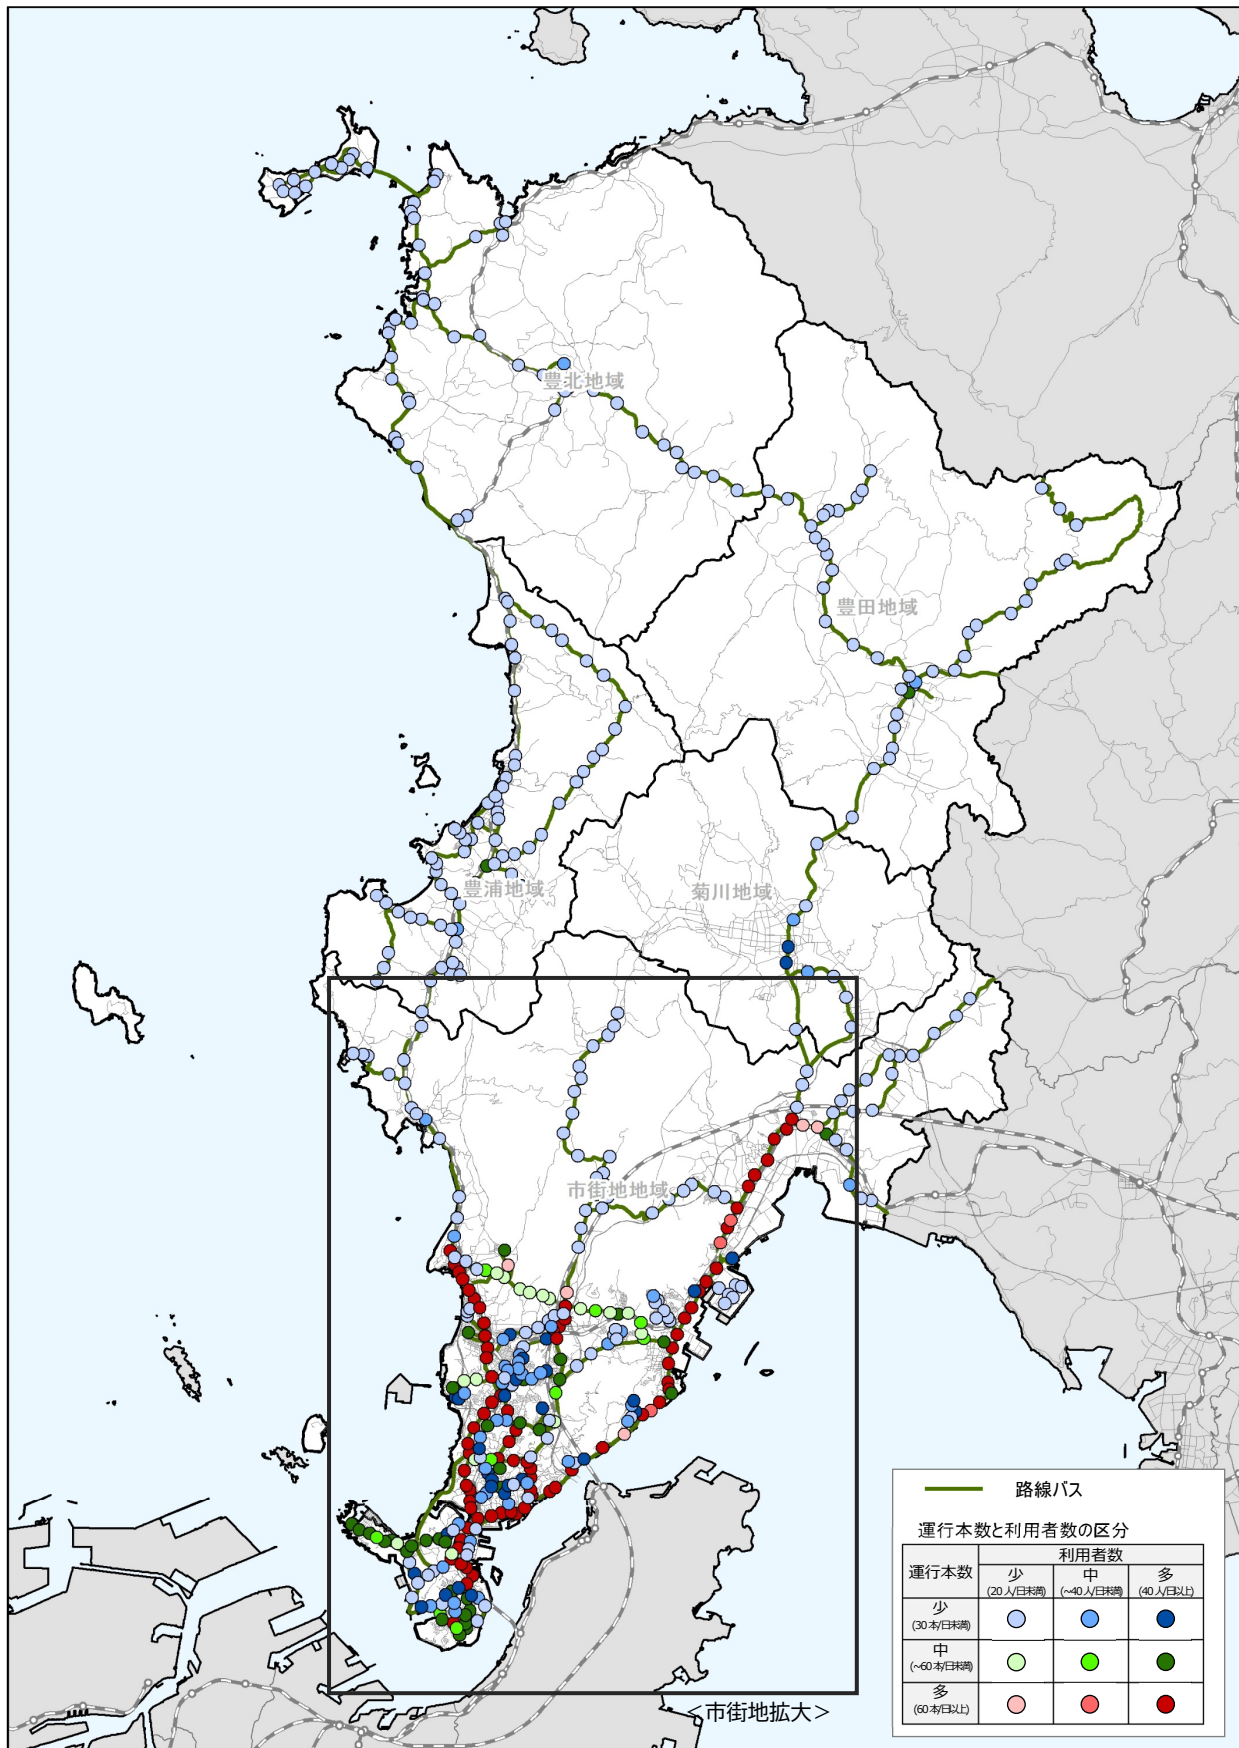 豊北地域
豊田地域
豊浦地域
菊川地域
市街地地域
<市街地拡大>
路線バス
運行本数と利用者数の区分
運行本数
利用者数
少
(20人/日未満)
中
(~40人/日未満)
多
(40人/日以上)
少
(30本/日未満)
中
(~60本/日未満)
多
(60本/日以上)